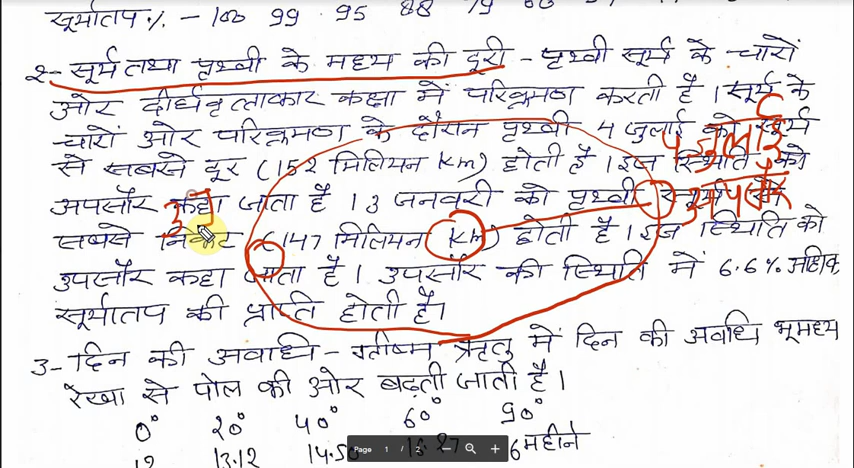 सूर्यातप % - 100 99 95 88 79
2- सूर्य तथा पृथ्वी के मध्य की दूरी - पृथ्वी सूर्य के चारों
ओर दीर्घवृत्ताकार कक्षा में परिक्रमण करती है। सूर्य के
चारों ओर परिक्रमण के दौरान पृथ्वी 4 जुलाई को सूर्य
से सबसे दूर (152 मिलियन Km) होती है। इस स्थिति को
अपसौर कहा जाता है। 3 जनवरी को पृथ्वी सूर्य से
सबसे निकट (147 मिलियन Km) होती है। इस स्थिति को
उपसौर कहा जाता है। उपसौर की स्थिति में 6.6% अधिक
सूर्यातप की प्राप्ति होती है।
3- दिन की अवधि - ग्रीष्म ऋतु में दिन की अवधि भूमध्य
रेखा से पोल की ओर बढ़ती जाती है।
0° 20° 40° 60° 90°
12 13.12 14.50 6 महीने
Page 1 / 2